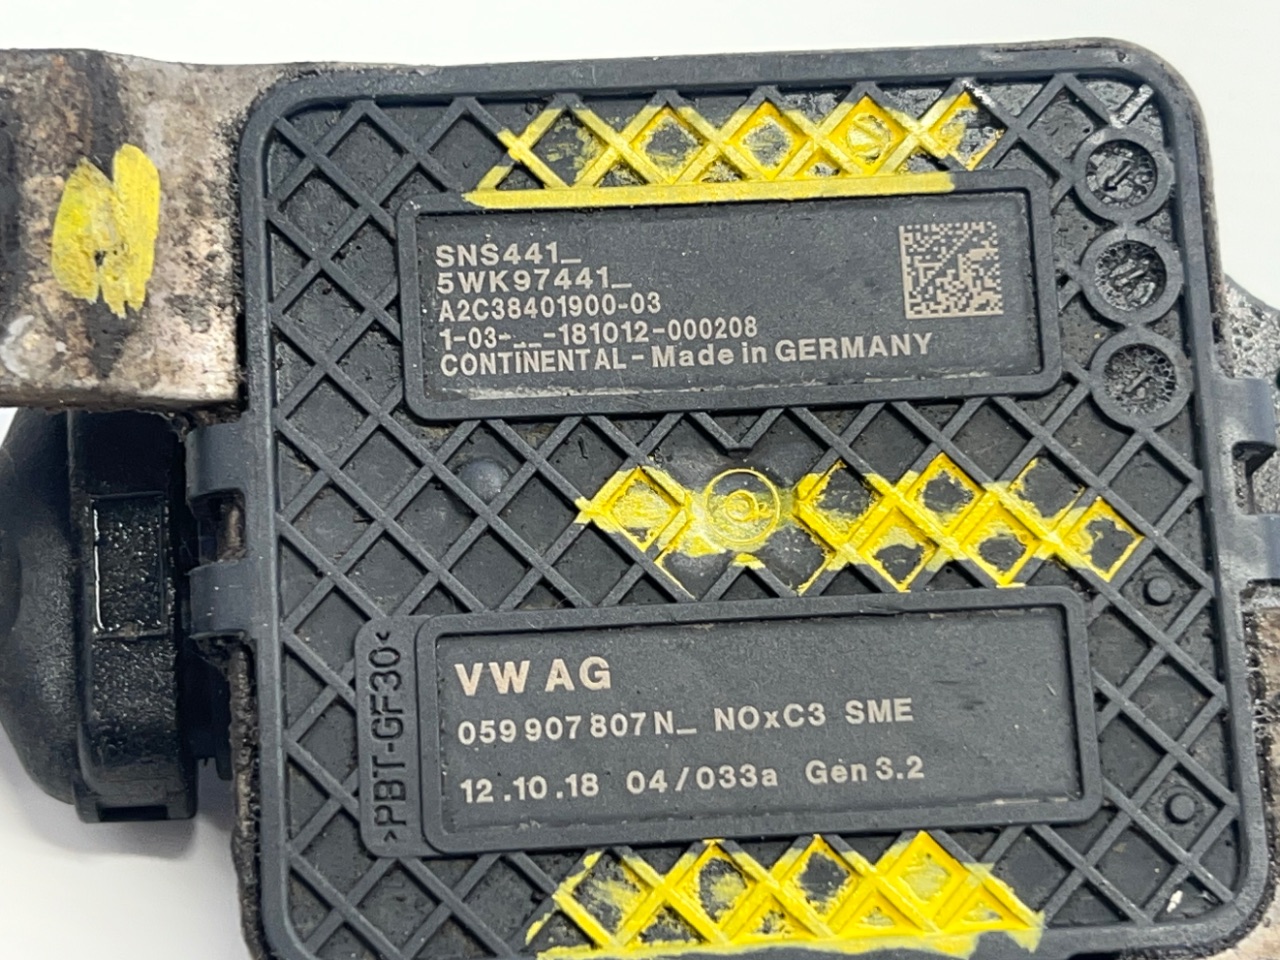 SNS441_
5WK97441_
A2C38401900-03
1-03-__-181012-000208
CONTINENTAL - Made in GERMANY
>PBT-GF30<
VW AG
059 907 807 N_ NOxC3 SME
12.10.18 04/033a Gen 3.2